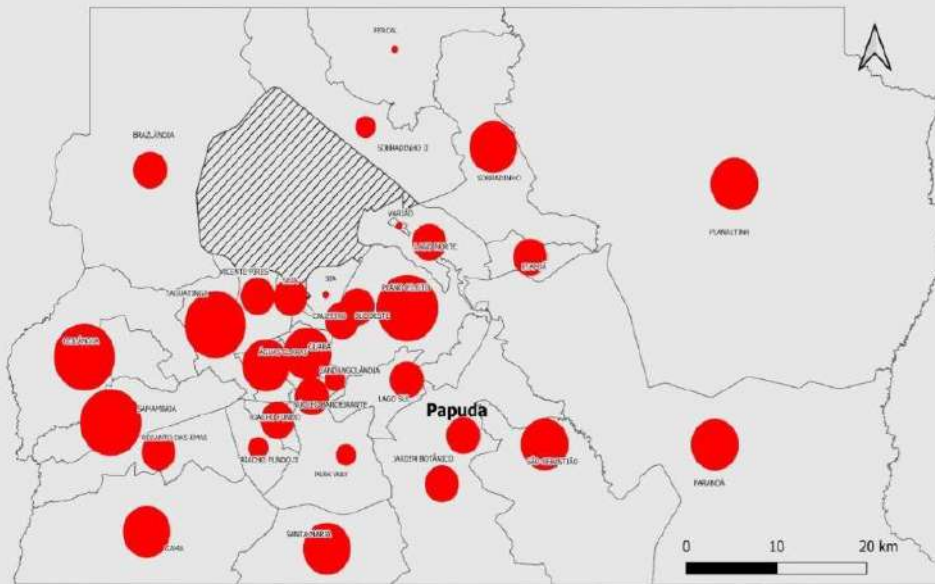 FERCAL
BRAZLÂNDIA
SOBRADINHO II
SOBRADINHO
PLANALTINA
VARJÃO
LAGO NORTE
ITAPOÃ
VICENTE PIRES
SIA
TAGUATINGA
PLANO PILOTO
CRUZEIRO
SUDOESTE
CEILÂNDIA
ÁGUAS CLARAS
GUARÁ
CANDANGOLÂNDIA
NÚCLEO BANDEIRANTE
LAGO SUL
SAMAMBAIA
Papuda
RIACHO FUNDO
RECANTO DAS EMAS
RIACHO FUNDO II
PARK WAY
JARDIM BOTÂNICO
SÃO SEBASTIÃO
PARANOÁ
GAMA
SANTA MARIA
0 10 20 km